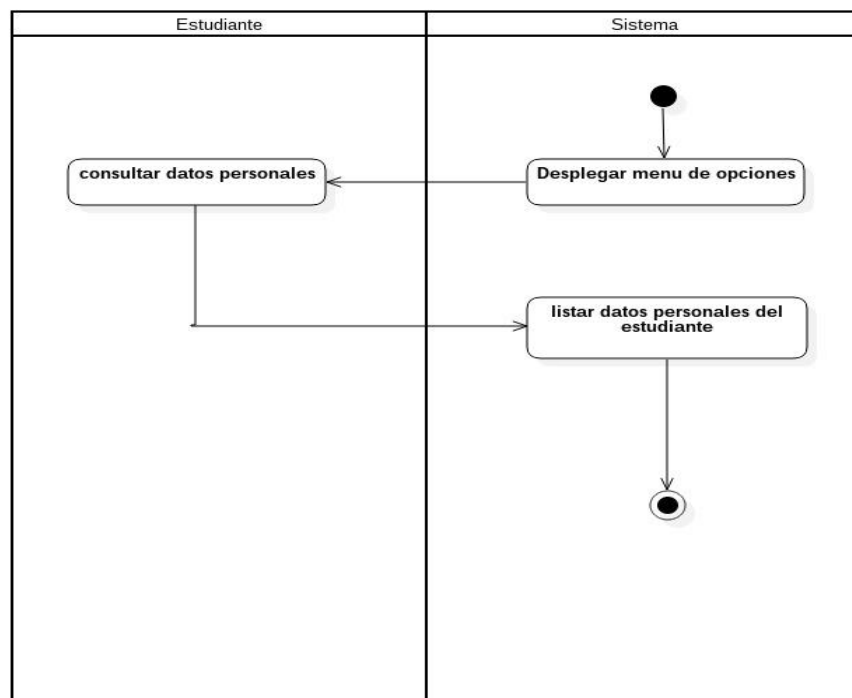 Estudiante
Sistema
consultar datos personales
Desplegar menu de opciones
listar datos personales del
estudiante